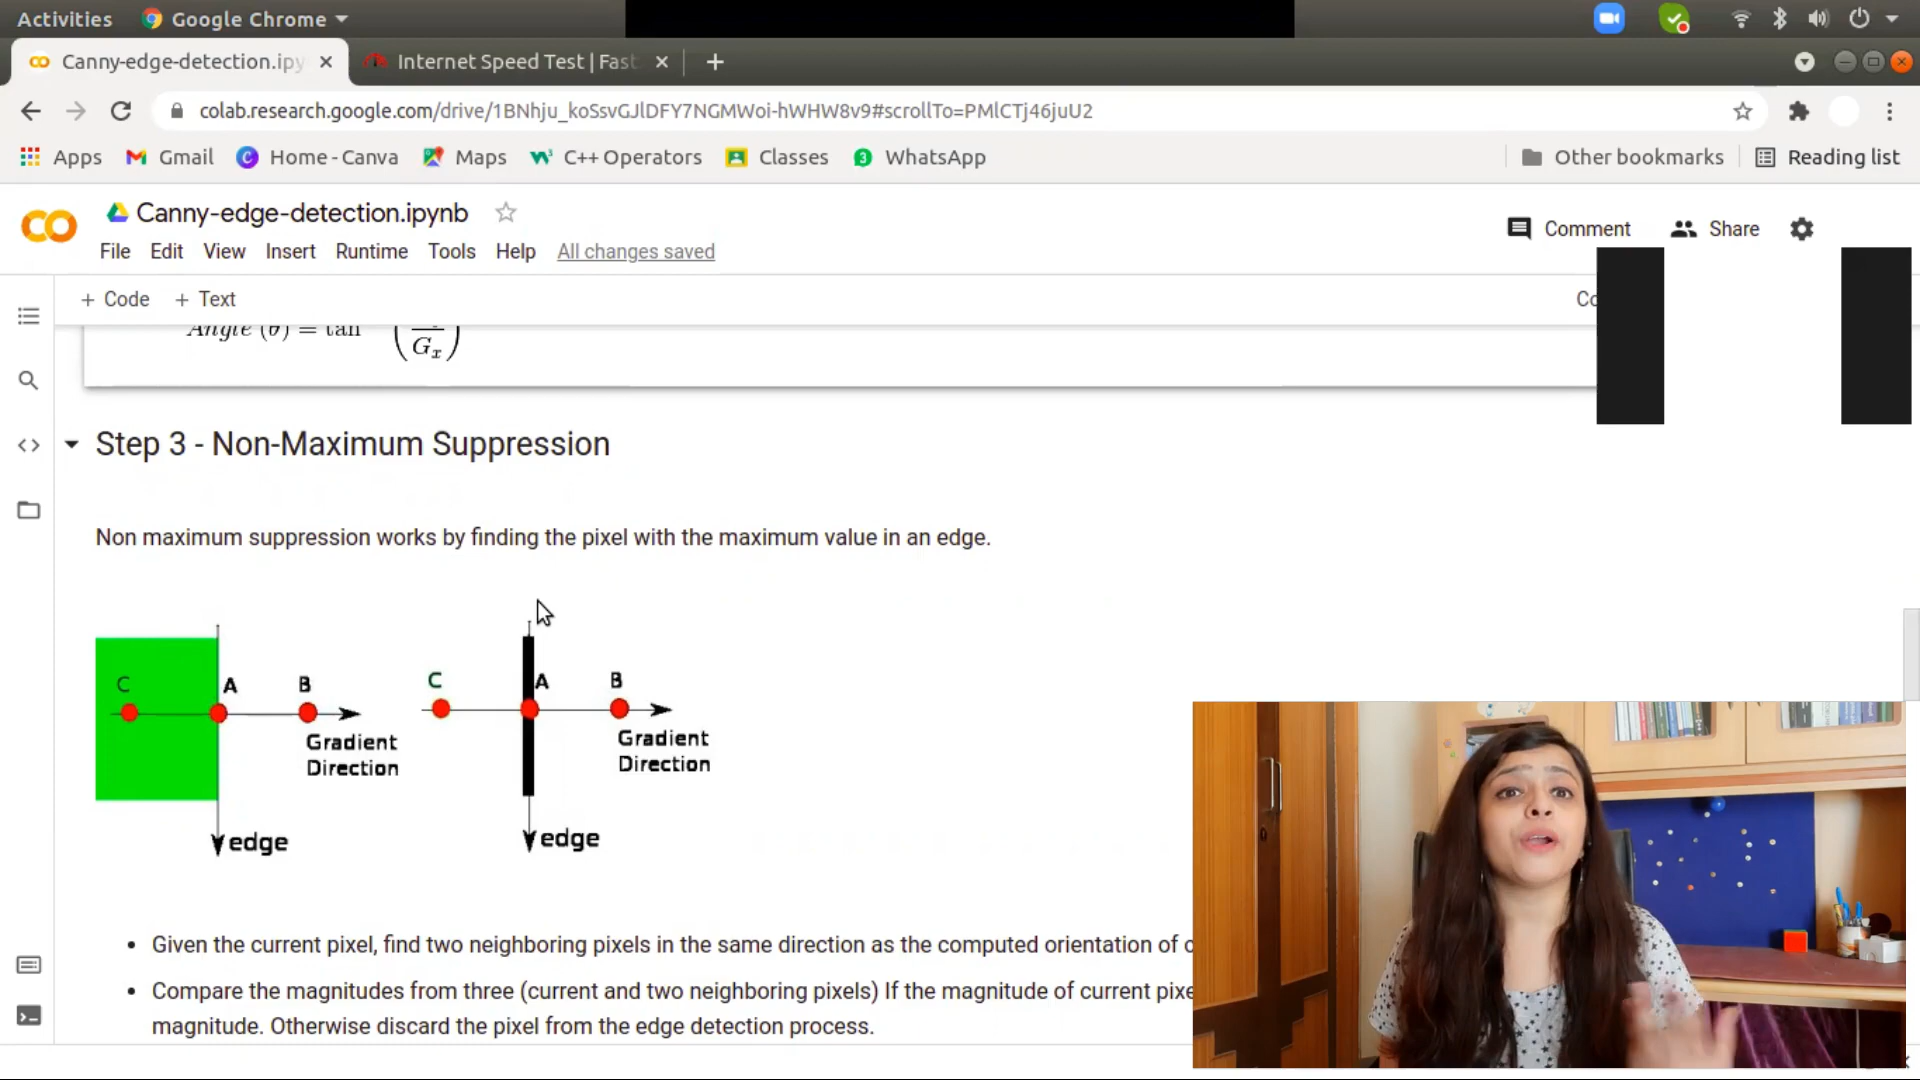 Activities
Google Chrome
Canny-edge-detection.ipy
Internet Speed Test | Fast
colab.research.google.com/drive/1BNhju_koSsvGJlDFY7NGMWoi-hWHW8v9#scrollTo=PMlCTj46juU2
Apps
Gmail
Home - Canva
Maps
C++ Operators
Classes
3
WhatsApp
Other bookmarks
Reading list
Canny-edge-detection.ipynb
Comment
Share
File
Edit
View
Insert
Runtime
Tools
Help
All changes saved
+ Code
+ Text
Angle (θ) = tan (Gx)
Step 3 - Non-Maximum Suppression
Non maximum suppression works by finding the pixel with the maximum value in an edge.
C
A
B
Gradient
Direction
edge
C
A
B
Gradient
Direction
edge
• Given the current pixel, find two neighboring pixels in the same direction as the computed orientation of
• Compare the magnitudes from three (current and two neighboring pixels) If the magnitude of current pixe
magnitude. Otherwise discard the pixel from the edge detection process.